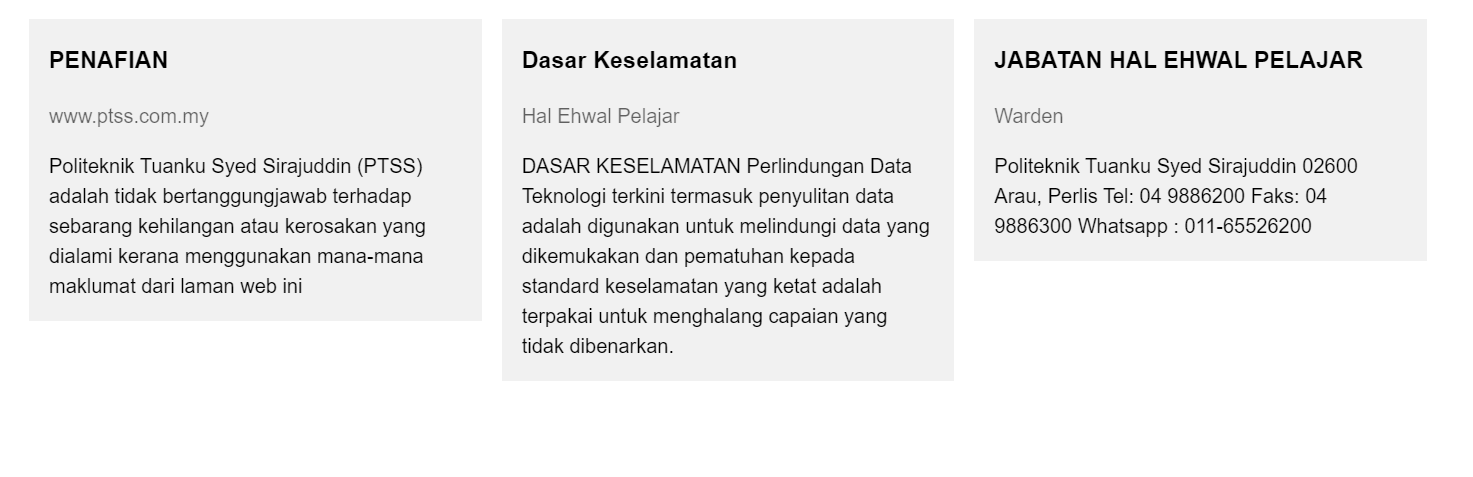 PENAFIAN
www.ptss.com.my
Politeknik Tuanku Syed Sirajuddin (PTSS)
adalah tidak bertanggungjawab terhadap
sebarang kehilangan atau kerosakan yang
dialami kerana menggunakan mana-mana
maklumat dari laman web ini
Dasar Keselamatan
Hal Ehwal Pelajar
DASAR KESELAMATAN Perlindungan Data
Teknologi terkini termasuk penyulitan data
adalah digunakan untuk melindungi data yang
dikemukakan dan pematuhan kepada
standard keselamatan yang ketat adalah
terpakai untuk menghalang capaian yang
tidak dibenarkan.
JABATAN HAL EHWAL PELAJAR
Warden
Politeknik Tuanku Syed Sirajuddin 02600
Arau, Perlis Tel: 04 9886200 Faks: 04
9886300 Whatsapp : 011-65526200